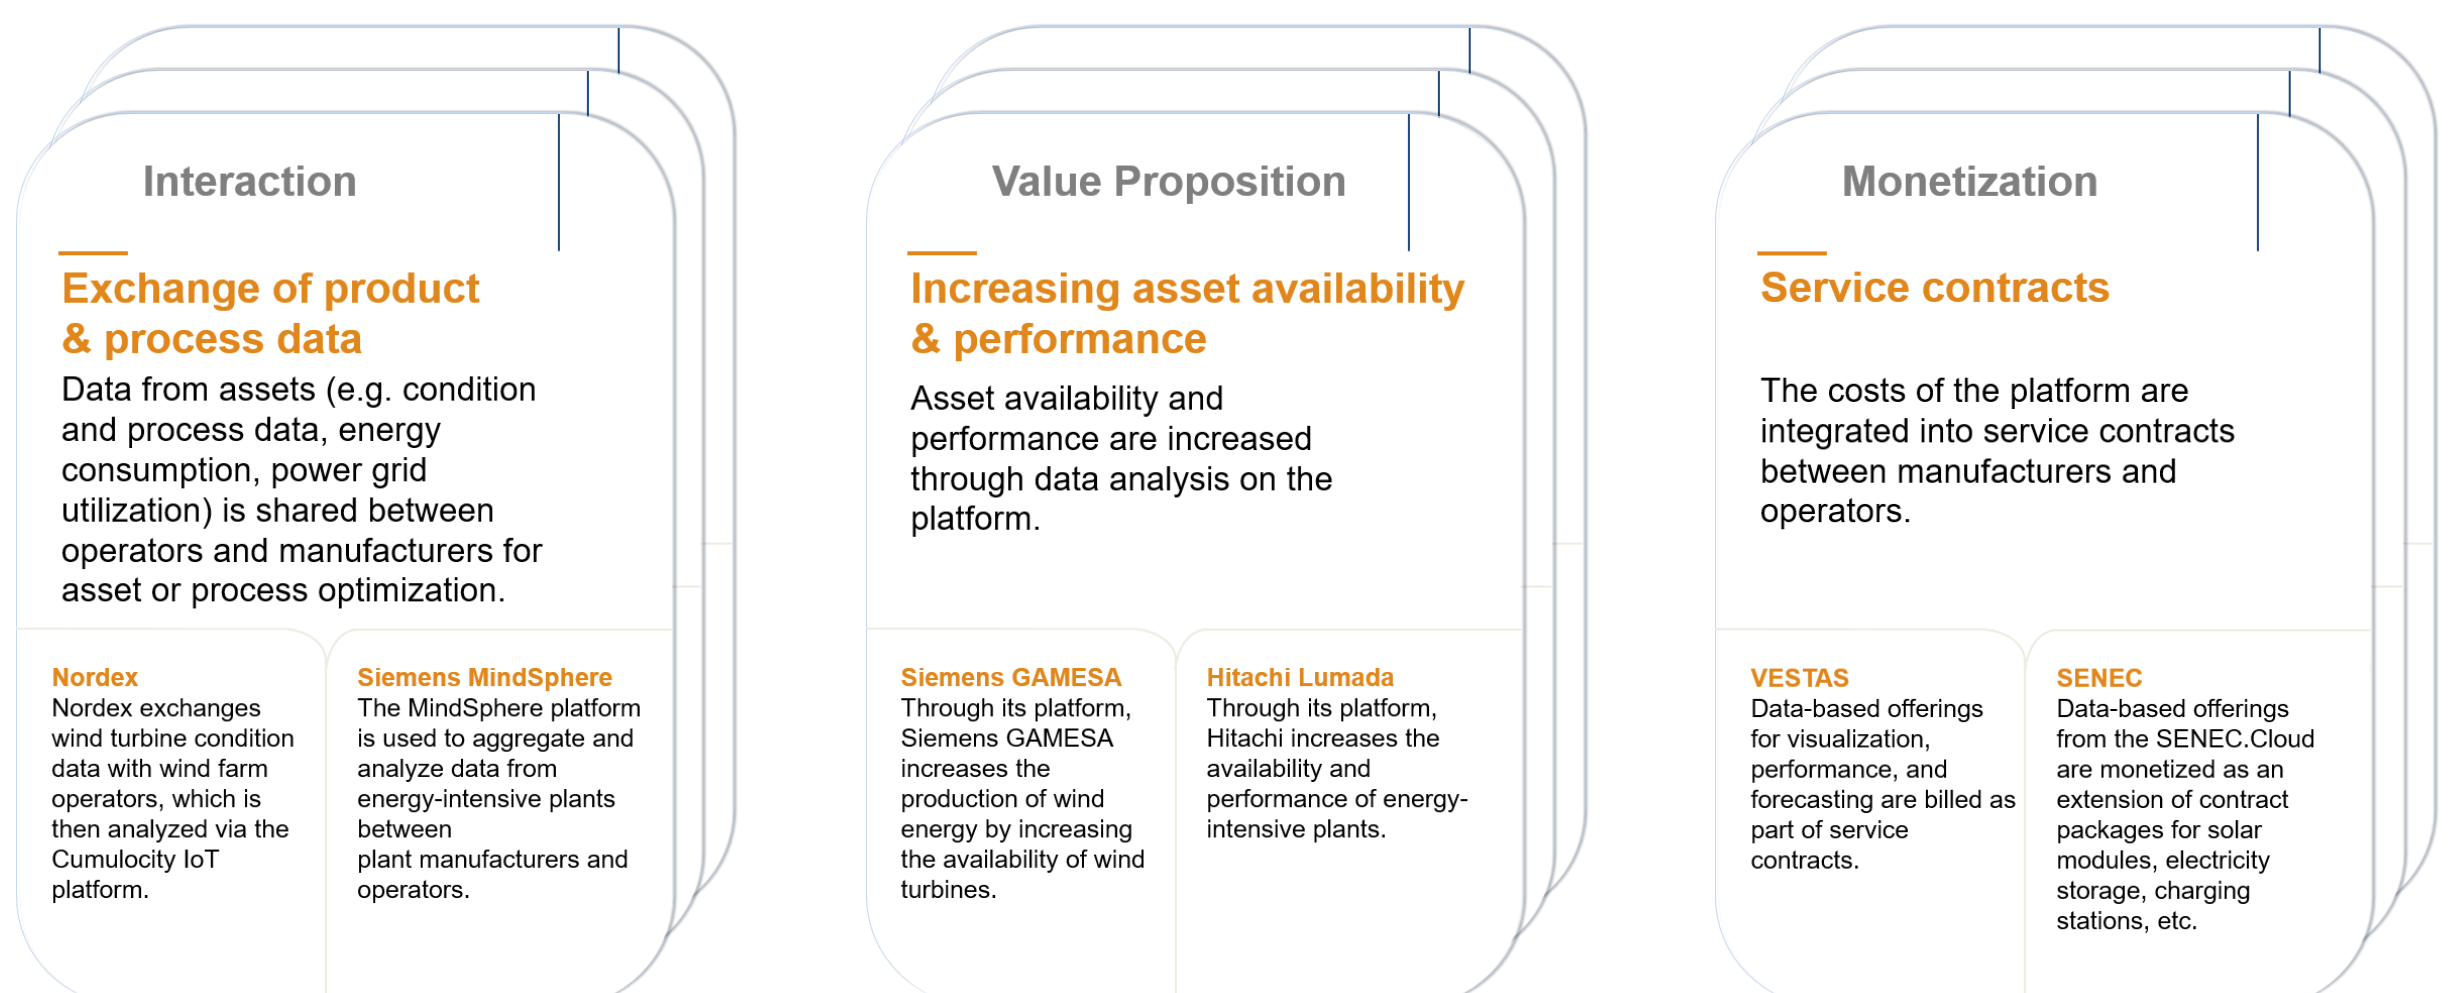 Interaction
Exchange of product
& process data
Data from assets (e.g. condition
and process data, energy
consumption, power grid
utilization) is shared between
operators and manufacturers for
asset or process optimization.
Nordex
Nordex exchanges
wind turbine condition
data with wind farm
operators, which is
then analyzed via the
Cumulocity IoT
platform.
Siemens MindSphere
The MindSphere platform
is used to aggregate and
analyze data from
energy-intensive plants
between
plant manufacturers and
operators.
Value Proposition
Increasing asset availability
& performance
Asset availability and
performance are increased
through data analysis on the
platform.
Siemens GAMESA
Through its platform,
Siemens GAMESA
increases the
production of wind
energy by increasing
the availability of wind
turbines.
Hitachi Lumada
Through its platform,
Hitachi increases the
availability and
performance of energy-
intensive plants.
Monetization
Service contracts
The costs of the platform are
integrated into service contracts
between manufacturers and
operators.
VESTAS
Data-based offerings
for visualization,
performance, and
forecasting are billed as
part of service
contracts.
SENEC
Data-based offerings
from the SENEC.Cloud
are monetized as an
extension of contract
packages for solar
modules, electricity
storage, charging
stations, etc.